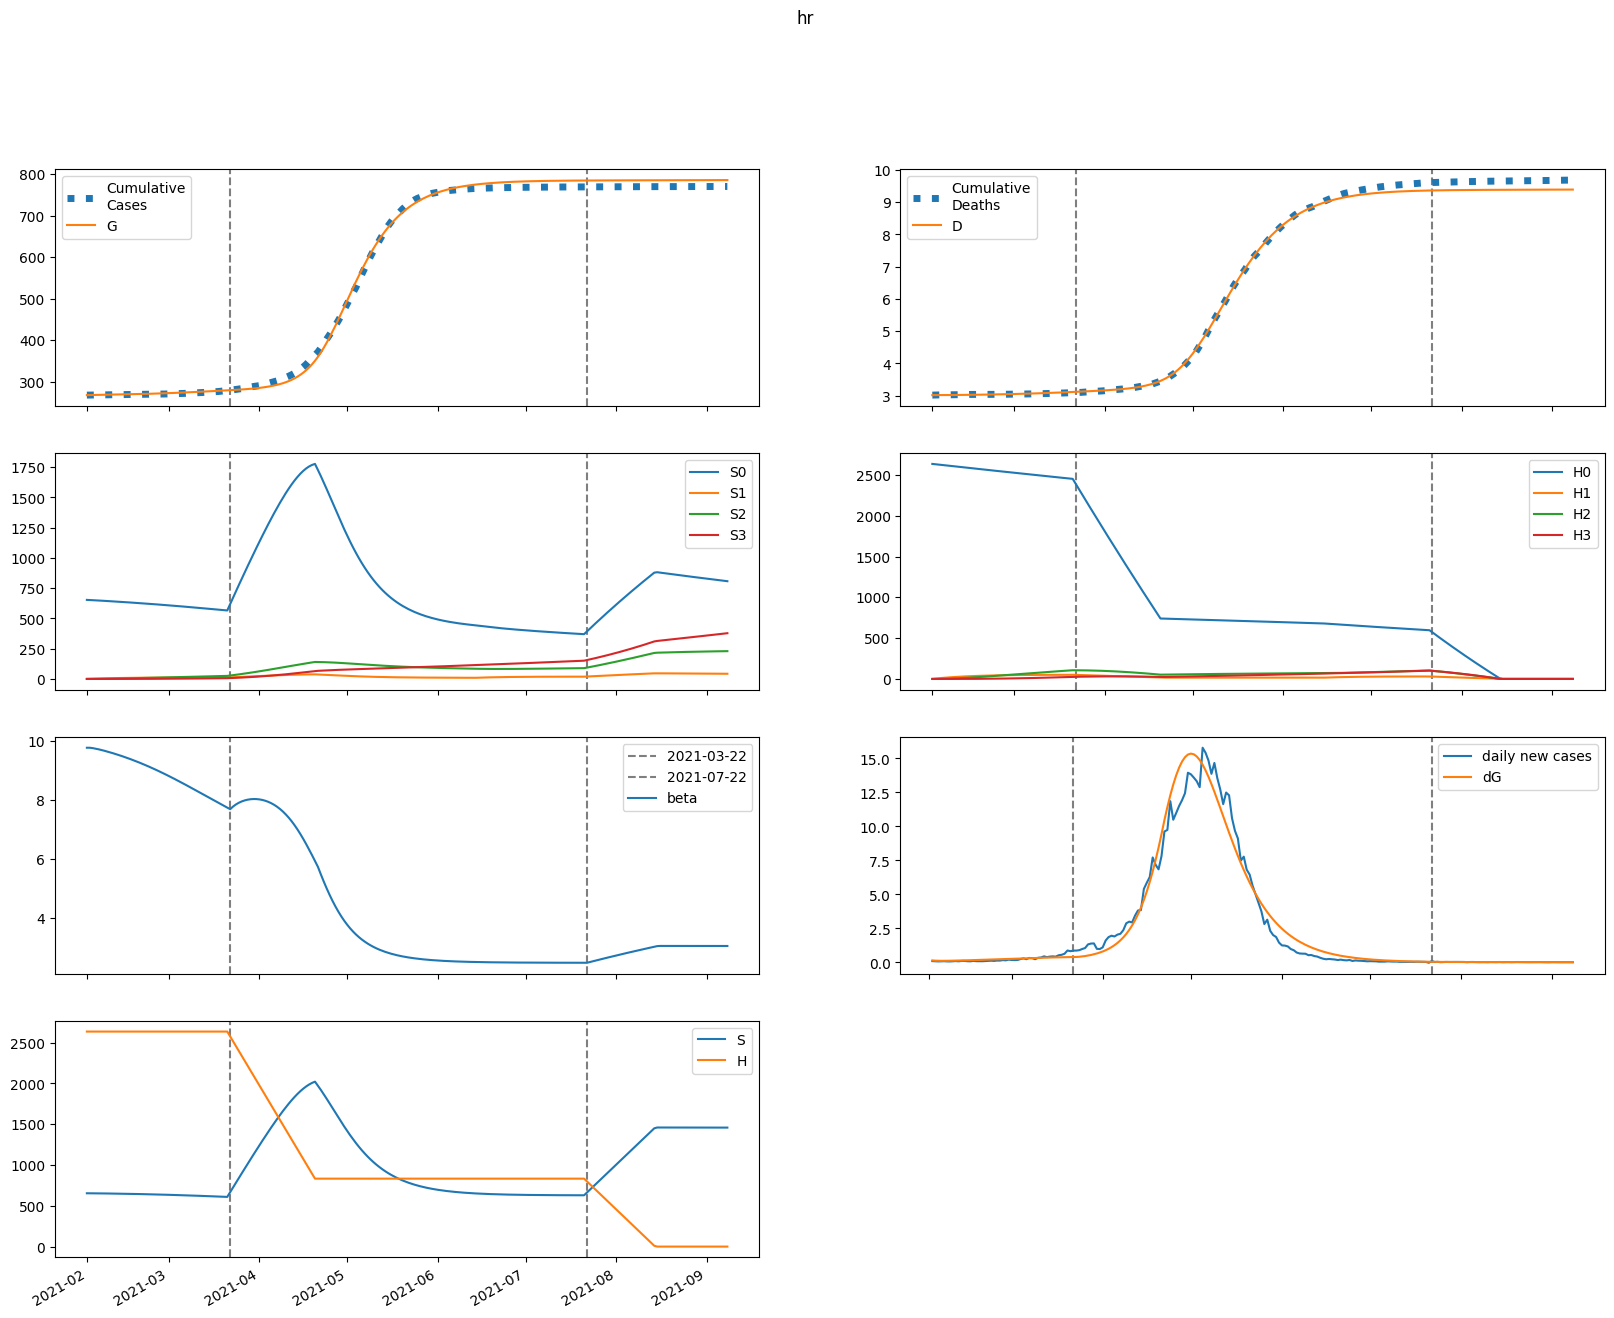 hr
800
700
600
500
400
300
Cumulative
Cases
G
10
9
8
7
6
5
4
3
Cumulative
Deaths
D
1750
1500
1250
1000
750
500
250
0
S0
S1
S2
S3
2500
2000
1500
1000
500
0
H0
H1
H2
H3
10
8
6
4
2021-03-22
2021-07-22
beta
15.0
12.5
10.0
7.5
5.0
2.5
0.0
daily new cases
dG
2500
2000
1500
1000
500
0
S
H
2021-02
2021-03
2021-04
2021-05
2021-06
2021-07
2021-08
2021-09